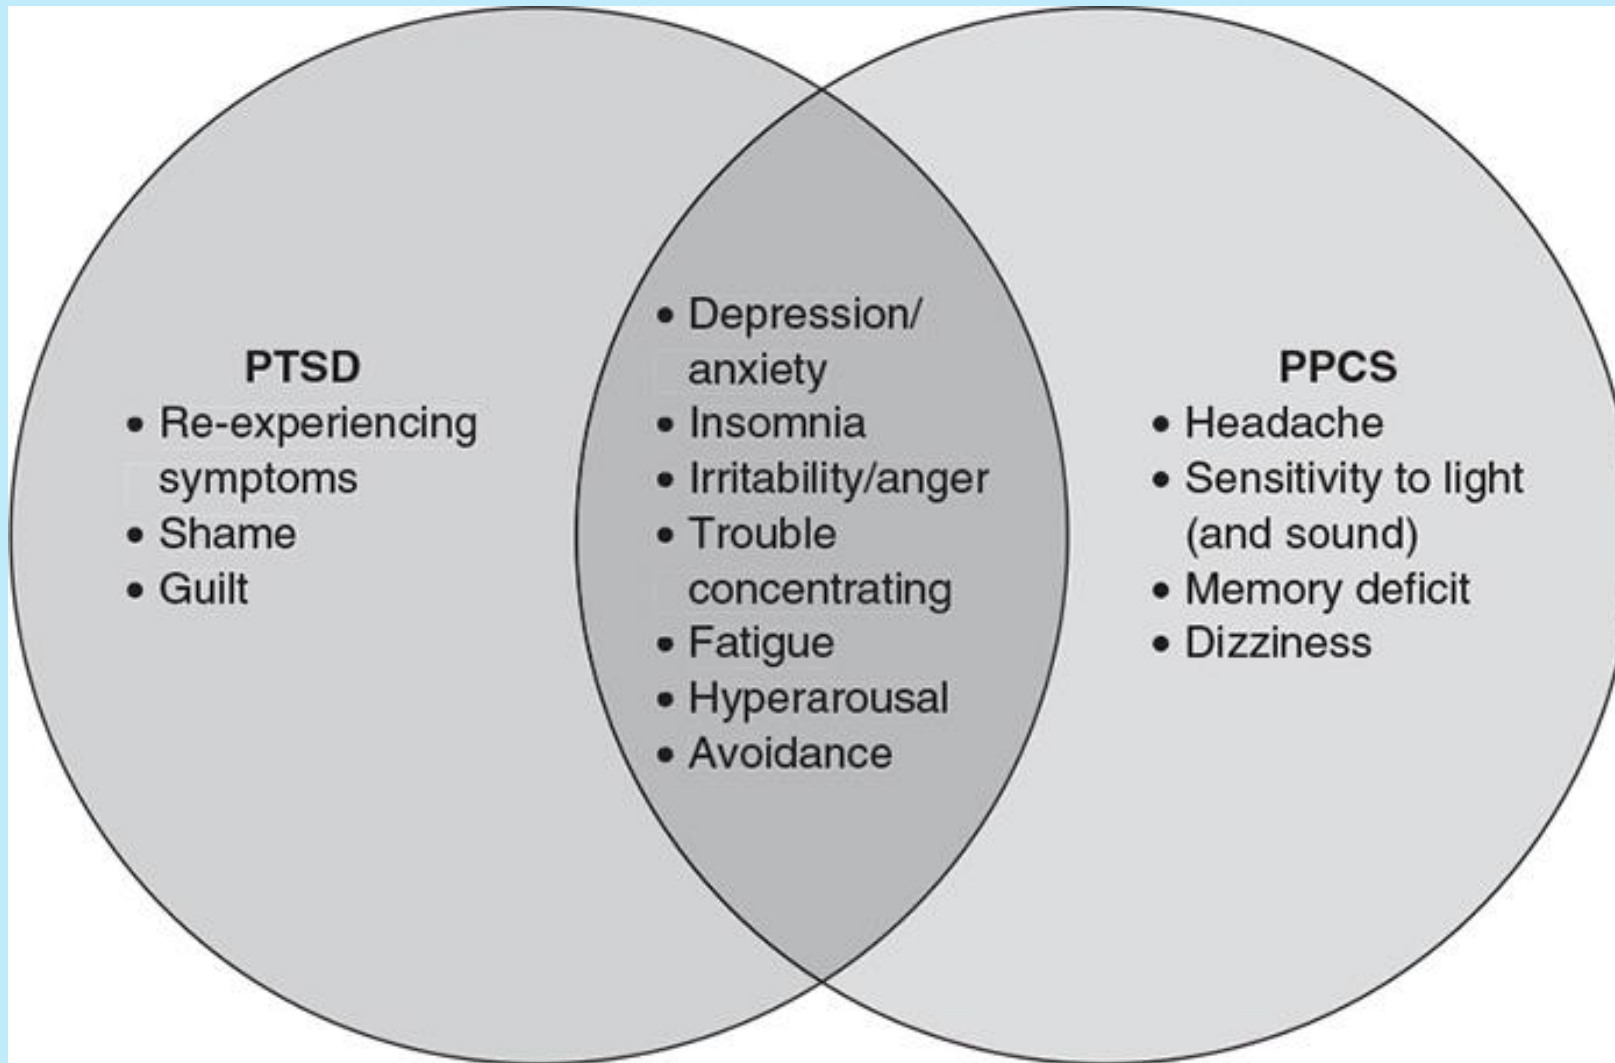 PTSD
• Re-experiencing
symptoms
• Shame
• Guilt
• Depression/
anxiety
• Insomnia
• Irritability/anger
• Trouble
concentrating
• Fatigue
• Hyperarousal
• Avoidance
PPCS
• Headache
• Sensitivity to light
(and sound)
• Memory deficit
• Dizziness